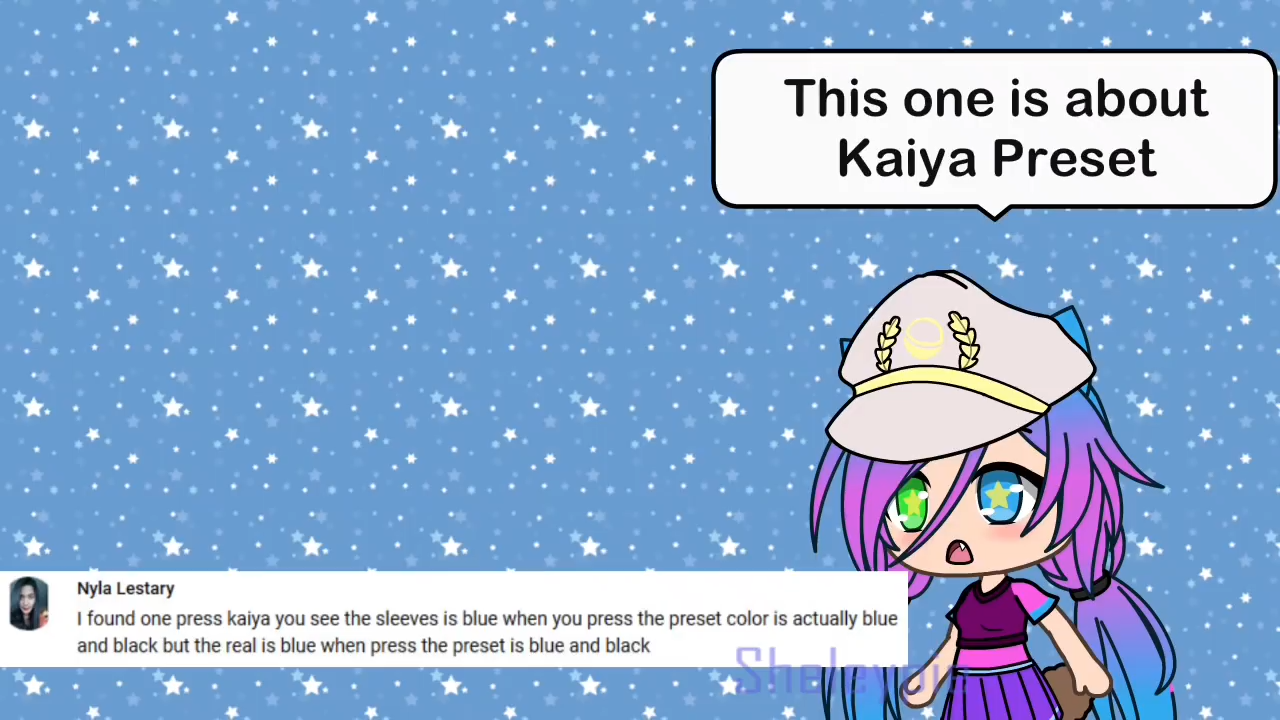 This one is about
Kaiya Preset
Nyla Lestary
I found one press kaiya you see the sleeves is blue when you press the preset color is actually blue
and black but the real is blue when press the preset is blue and black